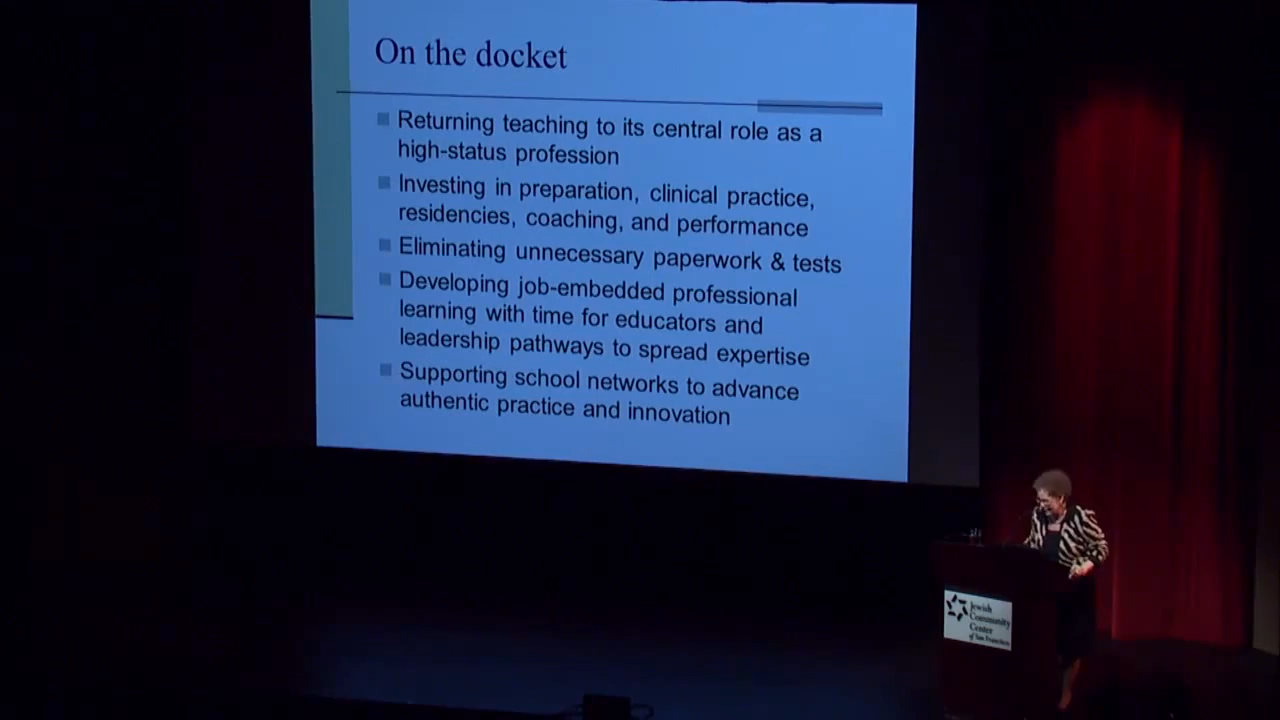 On the docket
Returning teaching to its central role as a
high-status profession
Investing in preparation, clinical practice,
residencies, coaching, and performance
Eliminating unnecessary paperwork & tests
Developing job-embedded professional
learning with time for educators and
leadership pathways to spread expertise
Supporting school networks to advance
authentic practice and innovation
Jewish
Community
Center
of San Francisco